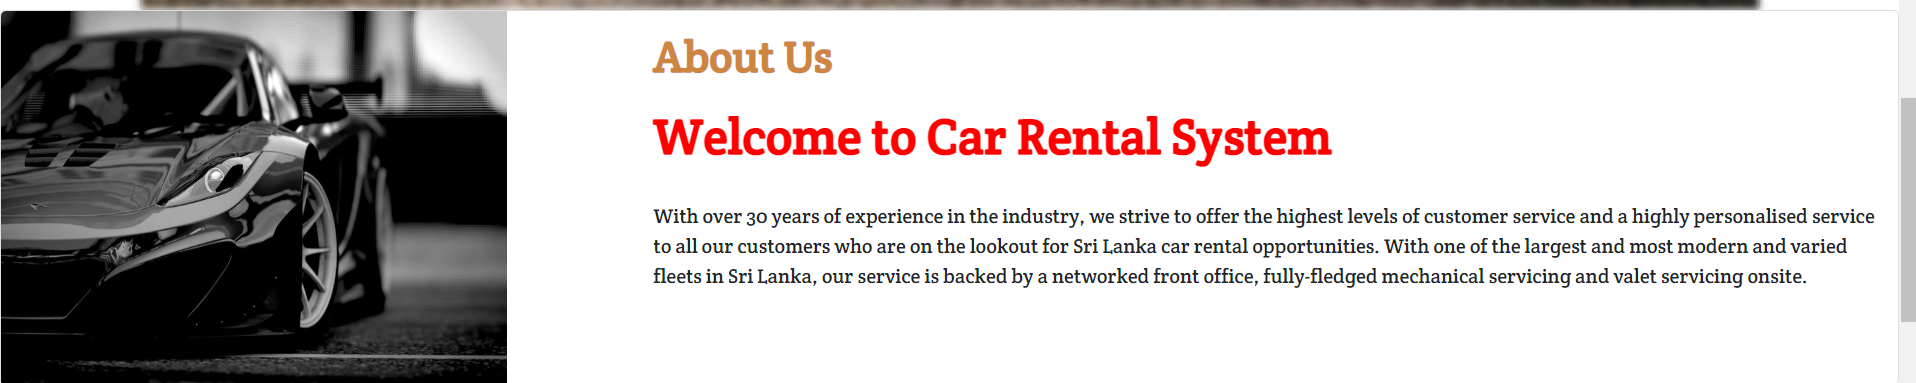 About Us
Welcome to Car Rental System
With over 30 years of experience in the industry, we strive to offer the highest levels of customer service and a highly personalised service
to all our customers who are on the lookout for Sri Lanka car rental opportunities. With one of the largest and most modern and varied
fleets in Sri Lanka, our service is backed by a networked front office, fully-fledged mechanical servicing and valet servicing onsite.